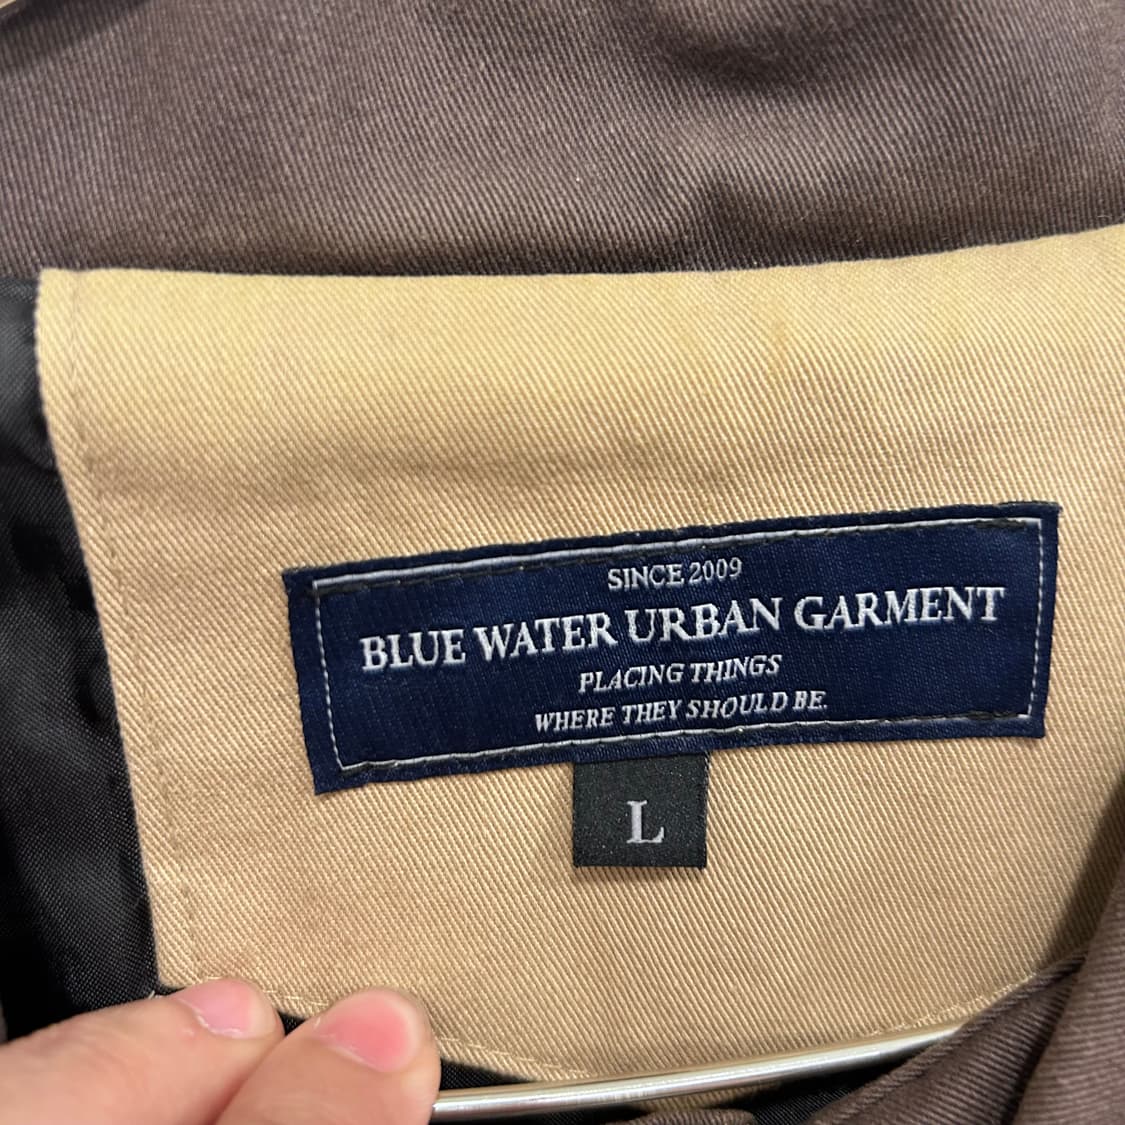 SINCE 2009
BLUE WATER URBAN GARMENT
PLACING THINGS
WHERE THEY SHOULD BE.
L